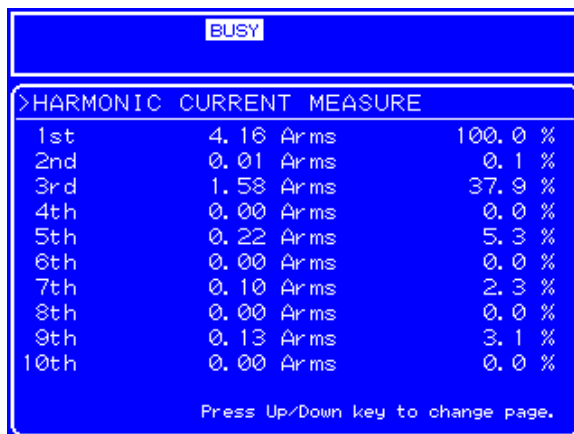 BUSY
>HARMONIC CURRENT MEASURE
1st 4.16 Arms 100.0 %
2nd 0.01 Arms 0.1 %
3rd 1.58 Arms 37.9 %
4th 0.00 Arms 0.0 %
5th 0.22 Arms 5.3 %
6th 0.00 Arms 0.0 %
7th 0.10 Arms 2.3 %
8th 0.00 Arms 0.0 %
9th 0.13 Arms 3.1 %
10th 0.00 Arms 0.0 %
Press Up/Down key to change page.